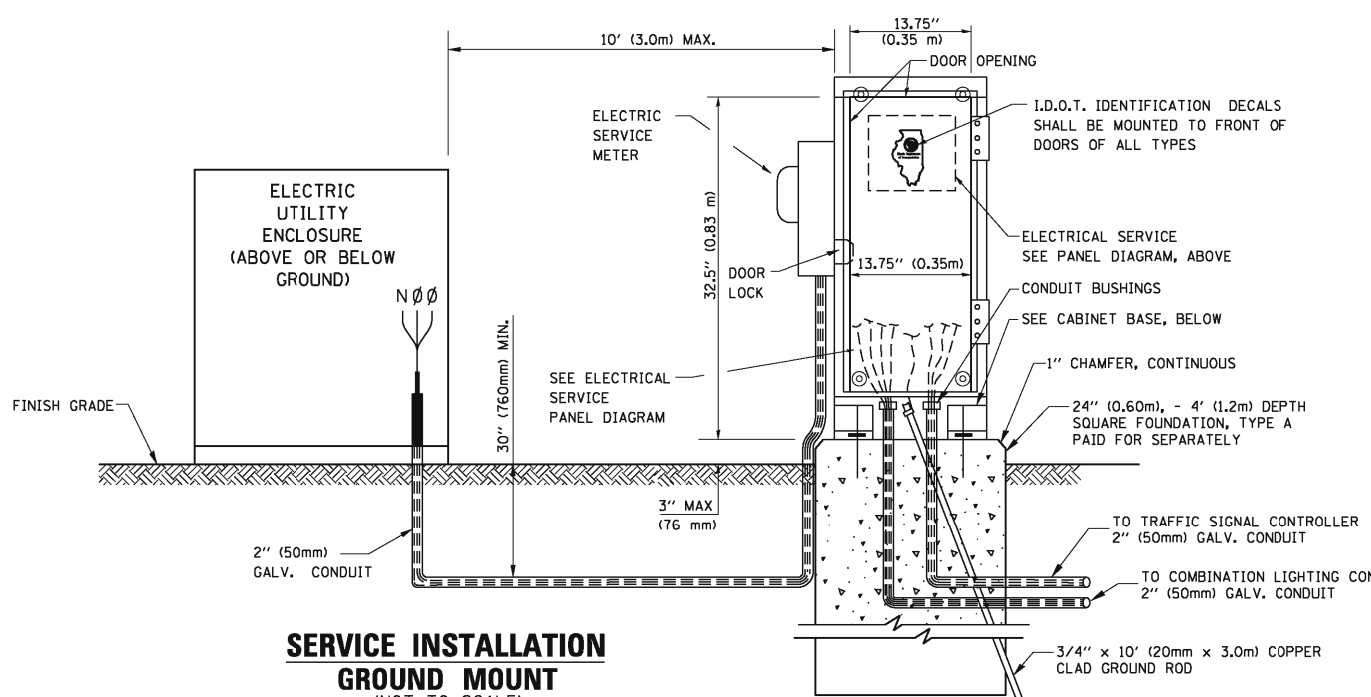 13.75"
(0.35 m)
10' (3.0m) MAX.
DOOR OPENING
ELECTRIC
SERVICE
METER
I.D.O.T. IDENTIFICATION DECALS
SHALL BE MOUNTED TO FRONT OF
DOORS OF ALL TYPES
ELECTRIC
UTILITY
ENCLOSURE
(ABOVE OR BELOW
GROUND)
32.5" (0.83 m)
ELECTRICAL SERVICE
SEE PANEL DIAGRAM, ABOVE
13.75" (0.35m)
DOOR
LOCK
CONDUIT BUSHINGS
N Ø Ø
SEE CABINET BASE, BELOW
30" (760mm) MIN.
1" CHAMFER, CONTINUOUS
SEE ELECTRICAL
SERVICE
PANEL DIAGRAM
FINISH GRADE
24" (0.60m), - 4' (1.2m) DEPTH
SQUARE FOUNDATION, TYPE A
PAID FOR SEPARATELY
3" MAX
(76 mm)
2" (50mm)
GALV. CONDUIT
TO TRAFFIC SIGNAL CONTROLLER
2" (50mm) GALV. CONDUIT
TO COMBINATION LIGHTING CON
2" (50mm) GALV. CONDUIT
SERVICE INSTALLATION
GROUND MOUNT
(NOT TO SCALE)
3/4" x 10' (20mm x 3.0m) COPPER
CLAD GROUND ROD